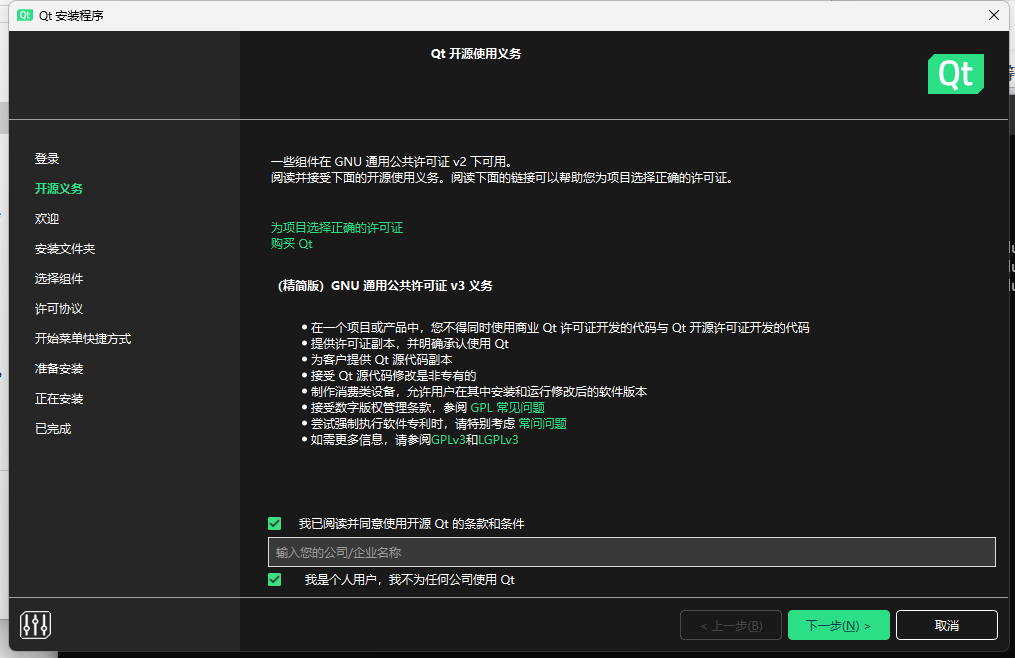 Qt Qt 安装程序
Qt 开源使用义务
Qt
登录
开源义务
欢迎
安装文件夹
选择组件
许可协议
开始菜单快捷方式
准备安装
正在安装
已完成
一些组件在 GNU 通用公共许可证 v2 下可用。
阅读并接受下面的开源使用义务。阅读下面的链接可以帮助您为项目选择正确的许可证。
为项目选择正确的许可证
购买 Qt
(精简版) GNU 通用公共许可证 v3 义务
• 在一个项目或产品中，您不得同时使用商业 Qt 许可证开发的代码与 Qt 开源许可证开发的代码
• 提供许可证副本，并明确承认使用 Qt
• 为客户提供 Qt 源代码副本
• 接受 Qt 源代码修改是非专有的
• 制作消费类设备，允许用户在其中安装和运行修改后的软件版本
• 接受数字版权管理条款，参阅 GPL 常见问题
• 尝试强制执行软件专利时，请特别考虑 常问问题
• 如需更多信息，请参阅GPLv3和LGPLv3
我已阅读并同意使用开源 Qt 的条款和条件
输入您的公司/企业名称
我是个人用户，我不为任何公司使用 Qt
< 上一步(B)
下一步(N) >
取消